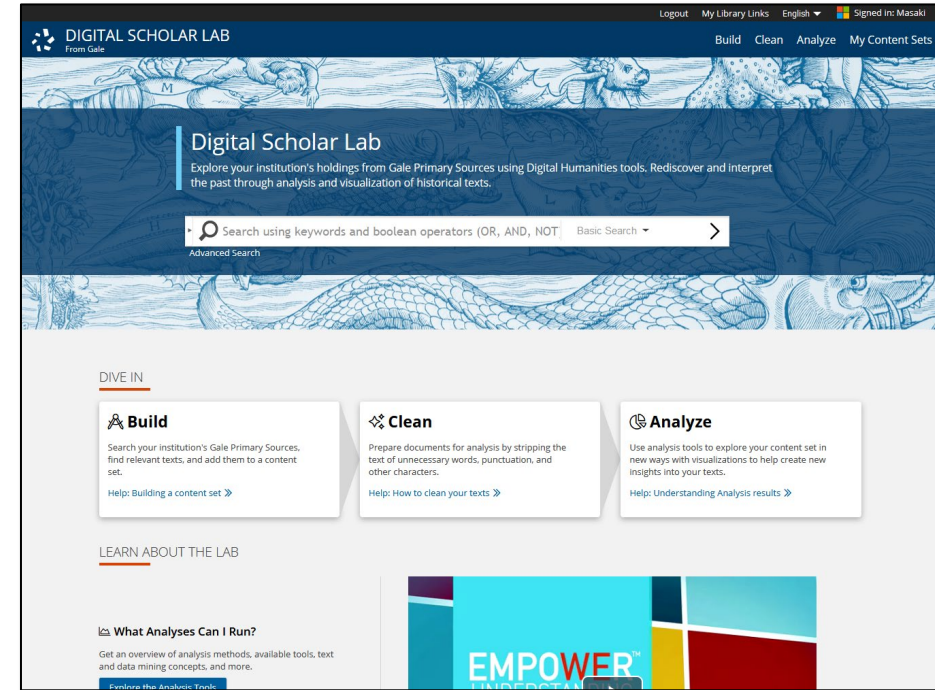 Logout My Library Links English Signed in: Masaki
DIGITAL SCHOLAR LAB
From Gale
Build Clean Analyze My Content Sets
M
Digital Scholar Lab
Explore your institution's holdings from Gale Primary Sources using Digital Humanities tools. Rediscover and interpret
the past through analysis and visualization of historical texts.
Search using keywords and boolean operators (OR, AND, NOT Basic Search
Advanced Search
DIVE IN
Build
Search your institution's Gale Primary Sources,
find relevant texts, and add them to a content
set.
Help: Building a content set
Clean
Prepare documents for analysis by stripping the
text of unnecessary words, punctuation, and
other characters.
Help: How to clean your texts
Analyze
Use analysis tools to explore your content set in
new ways with visualizations to help create new
insights into your texts.
Help: Understanding Analysis results
LEARN ABOUT THE LAB
What Analyses Can I Run?
Get an overview of analysis methods, available tools, text
and data mining concepts, and more.
Explore the Analysis Tools
EMPOWER™